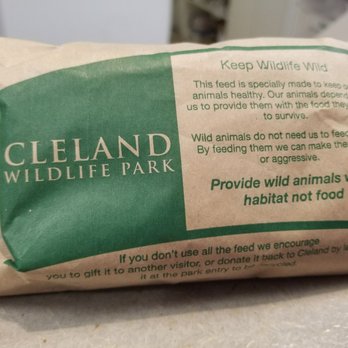 CLELAND
WILDLIFE PARK
Keep Wildlife Wild
This feed is specially made to keep
animals healthy. Our animals depend
us to provide them with the food they
to survive.
Wild animals do not need us to feed
By feeding them we can make the
or aggressive.
Provide wild animals
habitat not food
If you don't use all the feed we encourage
you to gift it to another visitor, or donate it back to Cleland by
it at the park entry to be